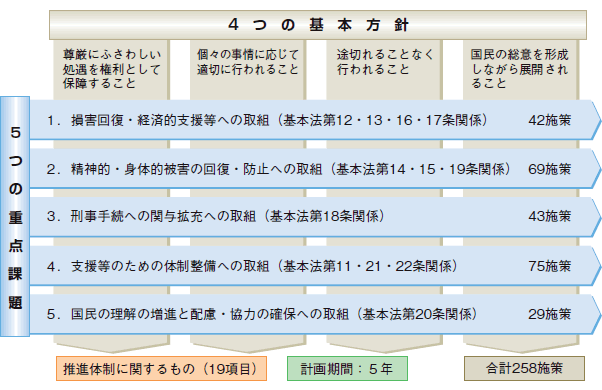 4つの基本方針
尊厳にふさわしい
処遇を権利として
保障すること
個々の事情に応じて
適切に行われること
途切れることなく
行われること
国民の総意を形成
しながら展開され
ること
5つの重点課題
1．損害回復・経済的支援等への取組（基本法第12・13・16・17条関係） 42施策
2．精神的・身体的被害の回復・防止への取組（基本法第14・15・19条関係） 69施策
3．刑事手続への関与拡充への取組（基本法第18条関係） 43施策
4．支援等のための体制整備への取組（基本法第11・21・22条関係） 75施策
5．国民の理解の増進と配慮・協力の確保への取組（基本法第20条関係） 29施策
推進体制に関するもの（19項目）
計画期間：5年
合計258施策